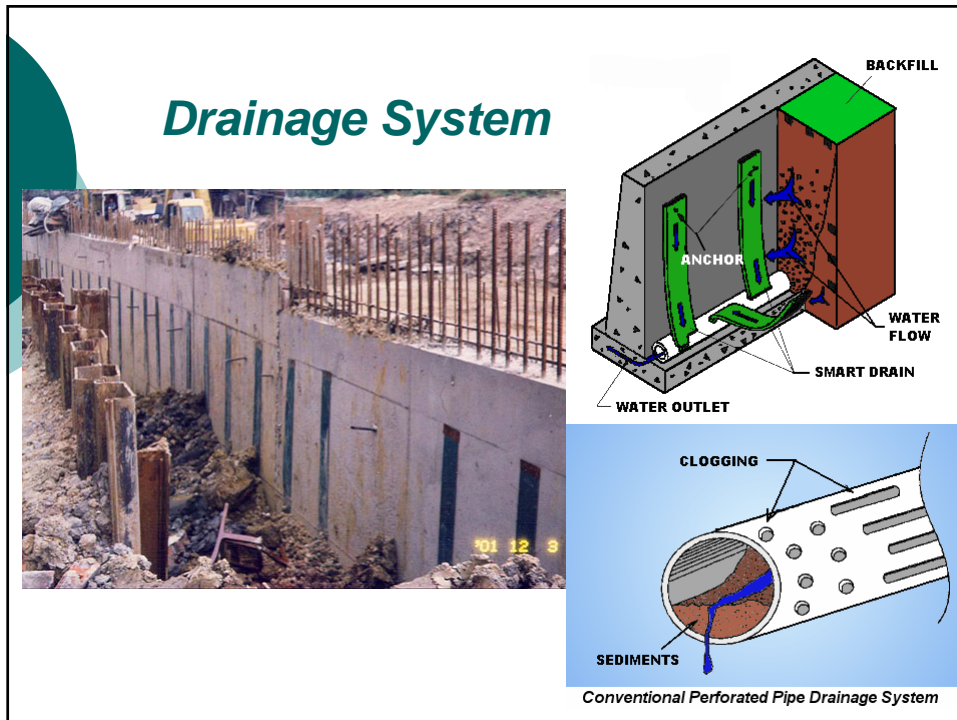 Drainage System
BACKFILL
ANCHOR
WATER
FLOW
SMART DRAIN
WATER OUTLET
'01 12 3
CLOGGING
SEDIMENTS
Conventional Perforated Pipe Drainage System